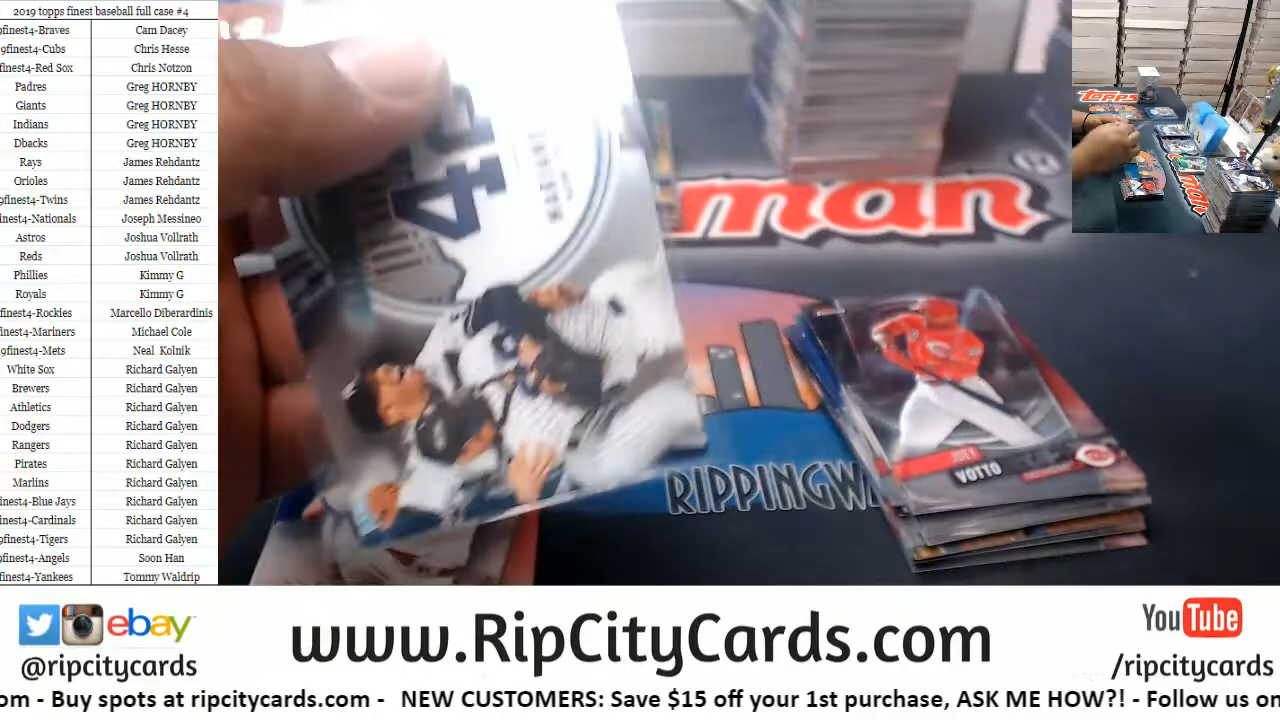 2019 topps finest baseball full case #4
9finest4-Braves Cam Dacey
9finest4-Cubs Chris Hesse
finest4-Red Sox Chris Notzon
Padres Greg HORNBY
Giants Greg HORNBY
Indians Greg HORNBY
Dbacks Greg HORNBY
Rays James Rehdantz
Orioles James Rehdantz
9finest4-Twins James Rehdantz
inest4-Nationals Joseph Messineo
Astros Joshua Vollrath
Reds Joshua Vollrath
Phillies Kimmy G
Royals Kimmy G
finest4-Rockies Marcello Diberardinis
inest4-Mariners Michael Cole
9finest4-Mets Neal Kolnik
White Sox Richard Galyen
Brewers Richard Galyen
Athletics Richard Galyen
Dodgers Richard Galyen
Rangers Richard Galyen
Pirates Richard Galyen
Marlins Richard Galyen
inest4-Blue Jays Richard Galyen
nest4-Cardinals Richard Galyen
finest4-Tigers Richard Galyen
9finest4-Angels Soon Han
finest4-Yankees Tommy Waldrip
topps
man
man
®
RIPPINGW
JOEY
VOTTO
ebay
@ripcitycards
www.RipCityCards.com
YouTube
/ripcitycards
om - Buy spots at ripcitycards.com - NEW CUSTOMERS: Save $15 off your 1st purchase, ASK ME HOW?! - Follow us on